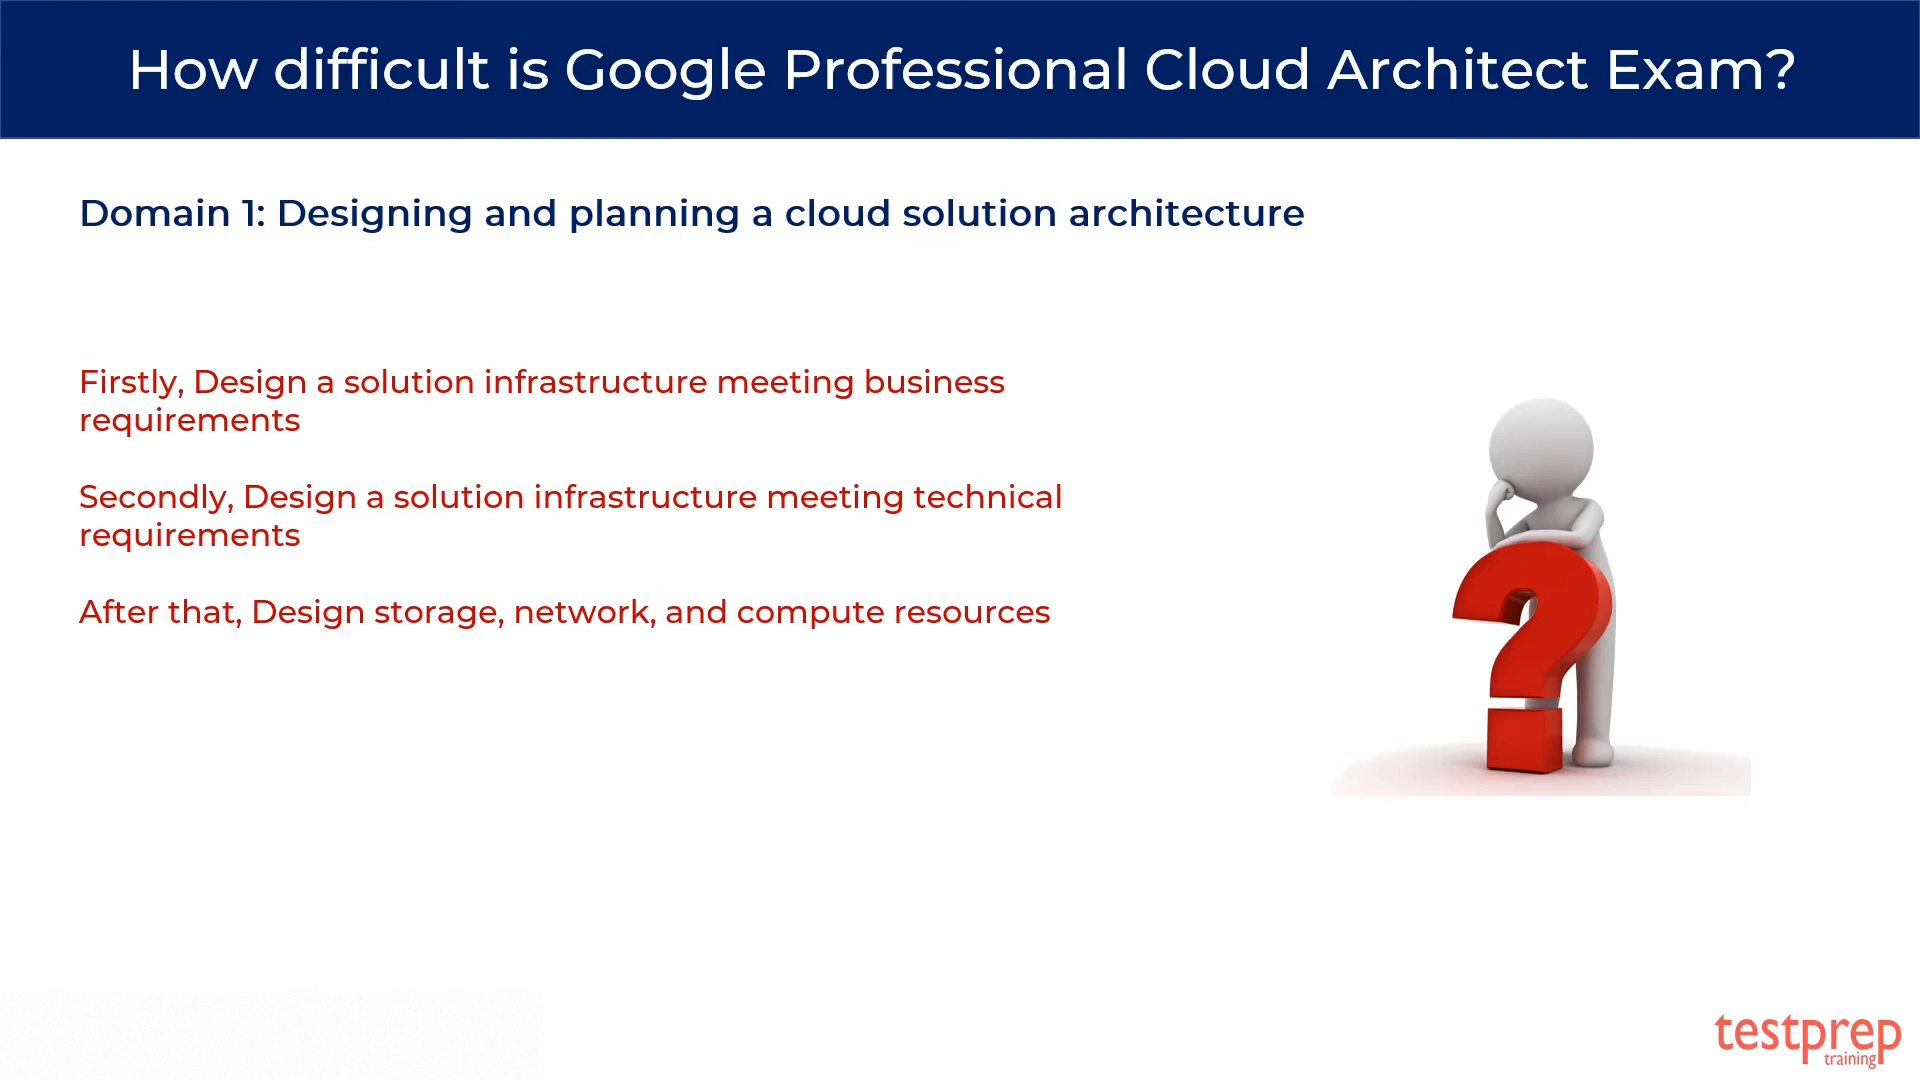 How difficult is Google Professional Cloud Architect Exam?
Domain 1: Designing and planning a cloud solution architecture
Firstly, Design a solution infrastructure meeting business
requirements
Secondly, Design a solution infrastructure meeting technical
requirements
After that, Design storage, network, and compute resources
testprep
training